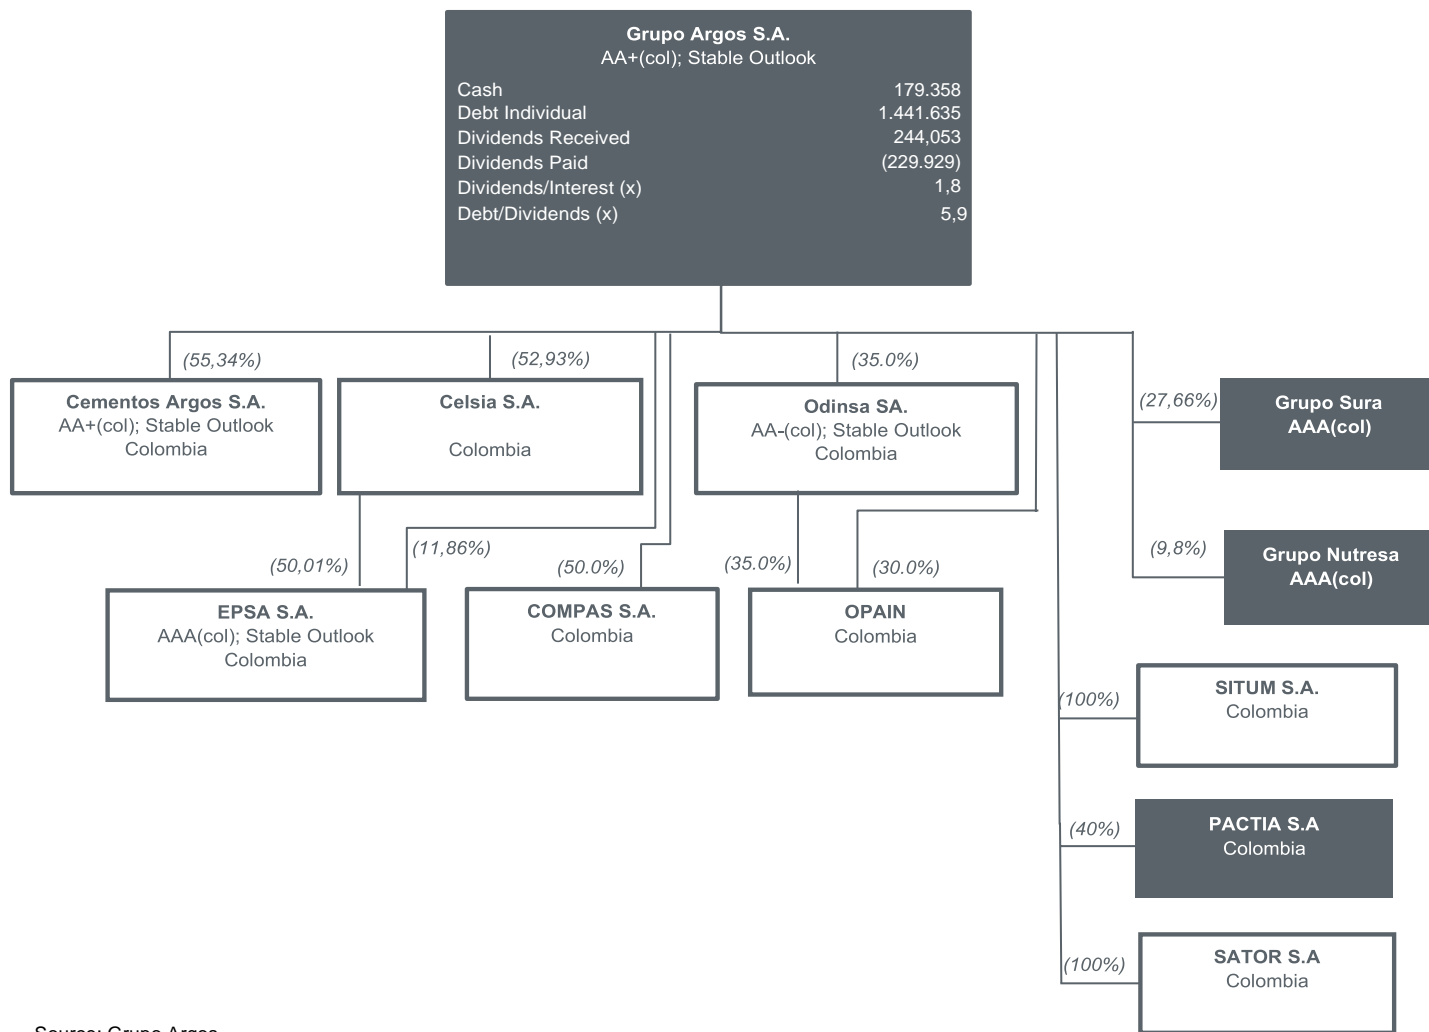 Grupo Argos S.A.
AA+(col); Stable Outlook
Cash 179.358
Debt Individual 1.441.635
Dividends Received 244,053
Dividends Paid (229.929)
Dividends/Interest (x) 1,8
Debt/Dividends (x) 5,9
(55,34%)
(52,93%)
(35.0%)
(27,66%)
Cementos Argos S.A.
AA+(col); Stable Outlook
Colombia
Celsia S.A.
Colombia
Odinsa SA.
AA-(col); Stable Outlook
Colombia
Grupo Sura
AAA(col)
(50,01%)
(11,86%)
(50.0%)
(35.0%)
(30.0%)
(9,8%)
Grupo Nutresa
AAA(col)
EPSA S.A.
AAA(col); Stable Outlook
Colombia
COMPAS S.A.
Colombia
OPAIN
Colombia
(100%)
SITUM S.A.
Colombia
(40%)
PACTIA S.A
Colombia
(100%)
SATOR S.A
Colombia
Source: Grupo Argos